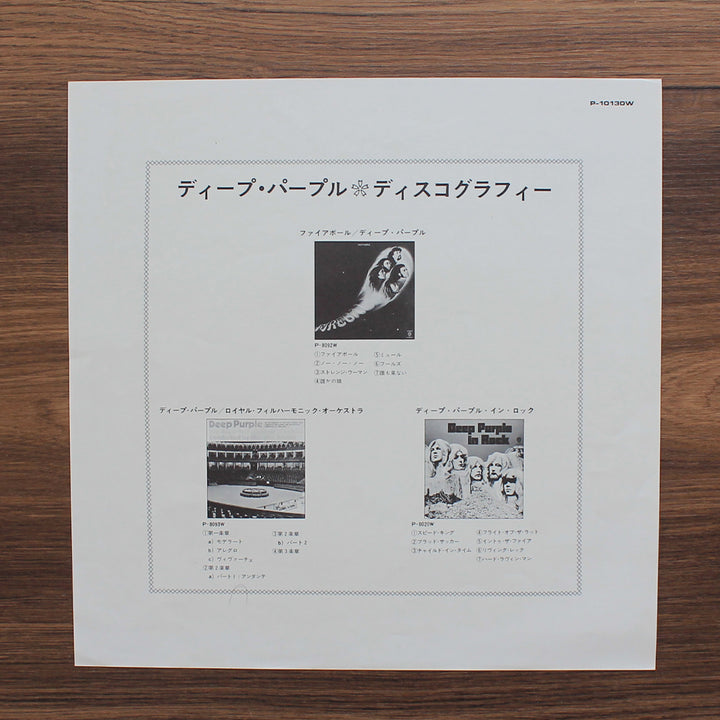 P-10130W
ディープ・パープル❀ディスコグラフィー
ファイアボール／ディープ・パープル
P-8092W
①ファイアボール
②ノー・ノー・ノー
③ストレンジ・ウーマン
④誰かの娘
⑤ミュール
⑥フールズ
⑦誰も来ない
ディープ・パープル／ロイヤル・フィルハーモニック・オーケストラ
Deep Purple
P-8093W
①第一楽章
a) モデラート
b) アレグロ
c) ヴィヴァーチェ
②第2楽章
a) パート1：アンダンテ
③第2楽章
b) パート2
④第3楽章
ディープ・パープル・イン・ロック
Deep Purple
in Rock
P-8020W
①スピード・キング
②ブラッド・サッカー
③チャイルド・イン・タイム
④フライト・オブ・ザ・ラット
⑤イントゥ・ザ・ファイア
⑥リヴィング・レック
⑦ハード・ラヴィン・マン